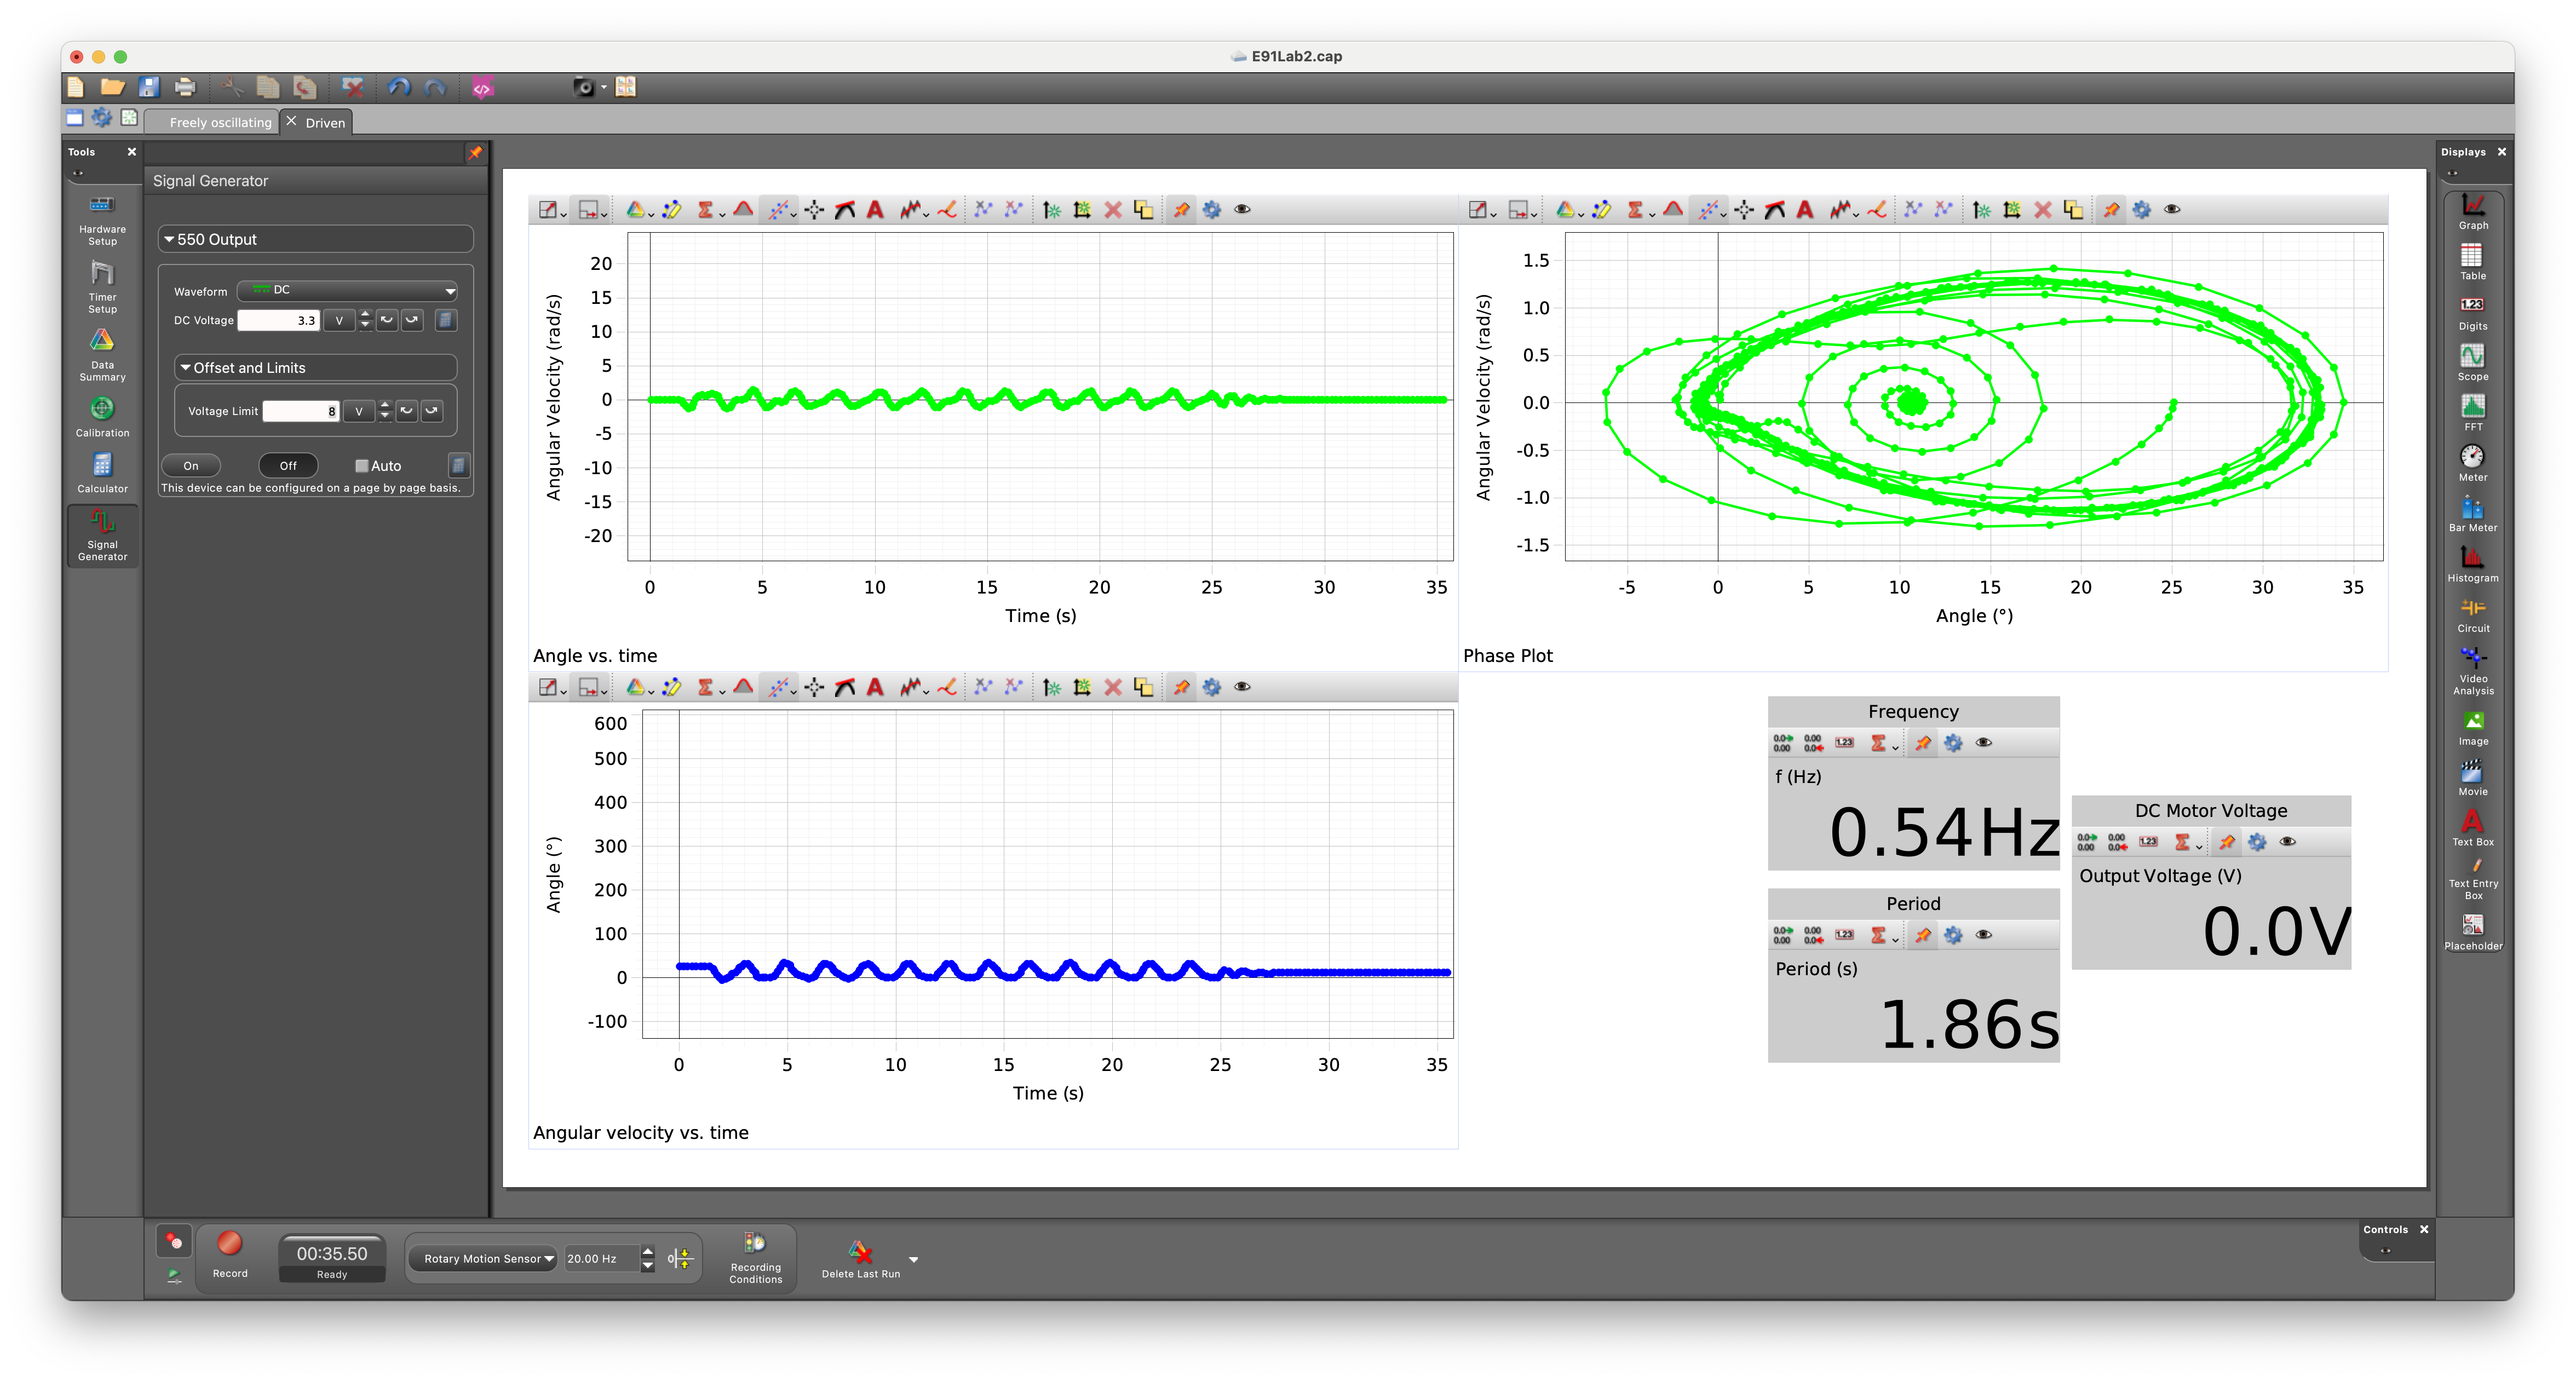 E91Lab2.cap
Freely oscillating
Driven
Tools
Signal Generator
Displays
Hardware
Setup
Timer
Setup
Data
Summary
Calibration
Calculator
Signal
Generator
550 Output
Waveform
DC
DC Voltage
3.3
V
Offset and Limits
Voltage Limit
8
V
On
Off
Auto
This device can be configured on a page by page basis.
Angular Velocity (rad/s)
20
15
10
5
0
-5
-10
-15
-20
0 5 10 15 20 25 30 35
Time (s)
Angle vs. time
Angular Velocity (rad/s)
1.5
1.0
0.5
0.0
-0.5
-1.0
-1.5
-5 0 5 10 15 20 25 30 35
Angle (°)
Phase Plot
Angle (°)
600
500
400
300
200
100
0
-100
0 5 10 15 20 25 30 35
Time (s)
Angular velocity vs. time
Frequency
f (Hz)
0.54Hz
Period
Period (s)
1.86s
DC Motor Voltage
Output Voltage (V)
0.0V
Graph
Table
1.23
Digits
Scope
FFT
Meter
Bar Meter
Histogram
Circuit
Video
Analysis
Image
Movie
Text Box
Text Entry
Box
Placeholder
Record
00:35.50
Ready
Rotary Motion Sensor
20.00 Hz
Recording
Conditions
Delete Last Run
Controls